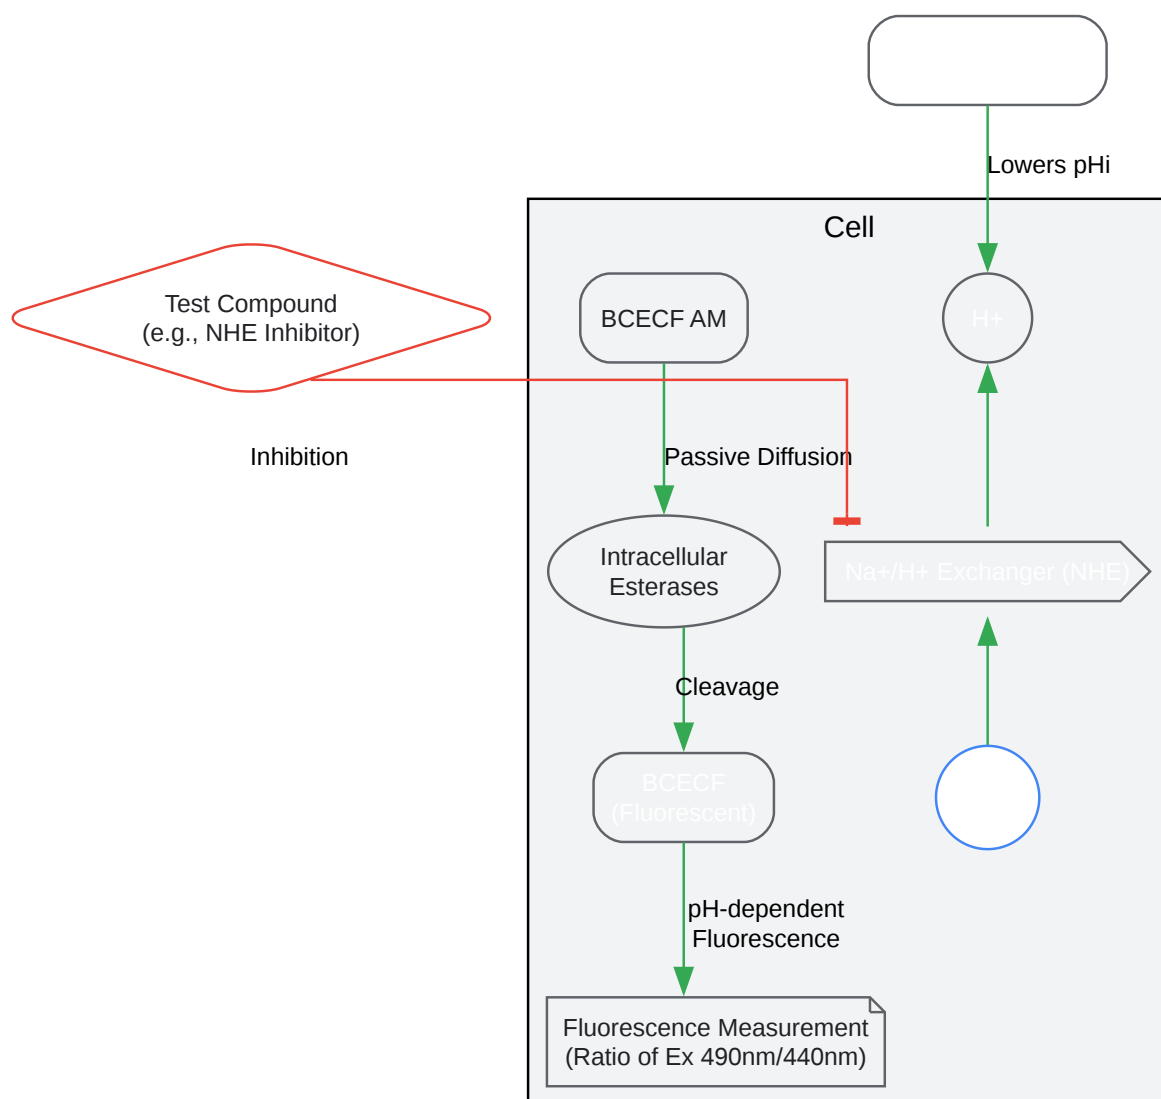 Lowers pHi
Cell
Test Compound
(e.g., NHE Inhibitor)
BCECF AM
H+
Inhibition
Passive Diffusion
Intracellular
Esterases
Na+/H+ Exchanger (NHE)
Cleavage
BCECF
(Fluorescent)
pH-dependent
Fluorescence
Fluorescence Measurement
(Ratio of Ex 490nm/440nm)